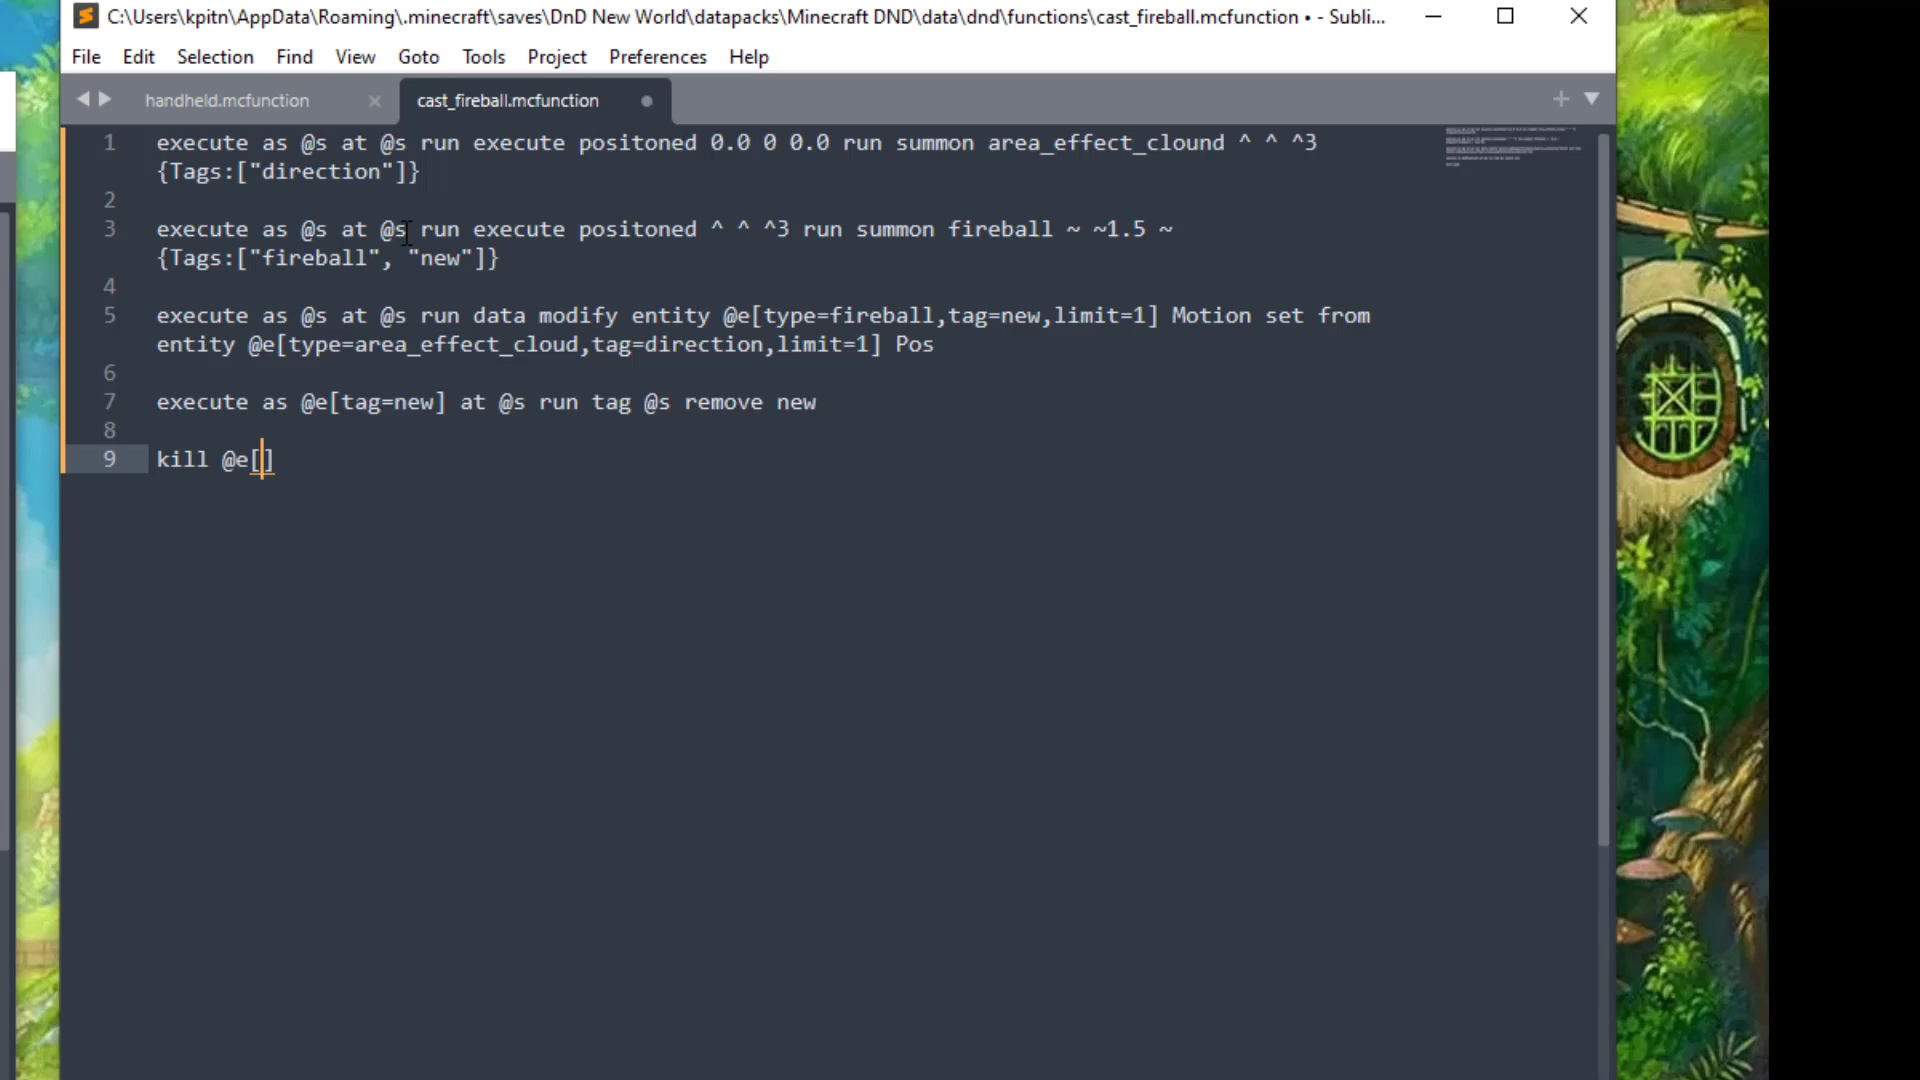 C:\Users\kpitn\AppData\Roaming\.minecraft\saves\DnD New World\datapacks\Minecraft DND\data\dnd\functions\cast_fireball.mcfunction • - Subli...
File Edit Selection Find View Goto Tools Project Preferences Help
handheld.mcfunction cast_fireball.mcfunction
1 execute as @s at @s run execute positoned 0.0 0 0.0 run summon area_effect_clound ^ ^ ^3
{Tags:["direction"]}
2
3 execute as @s at @s run execute positoned ^ ^ ^3 run summon fireball ~ ~1.5 ~
{Tags:["fireball", "new"]}
4
5 execute as @s at @s run data modify entity @e[type=fireball,tag=new,limit=1] Motion set from
entity @e[type=area_effect_cloud,tag=direction,limit=1] Pos
6
7 execute as @e[tag=new] at @s run tag @s remove new
8
9 kill @e[]